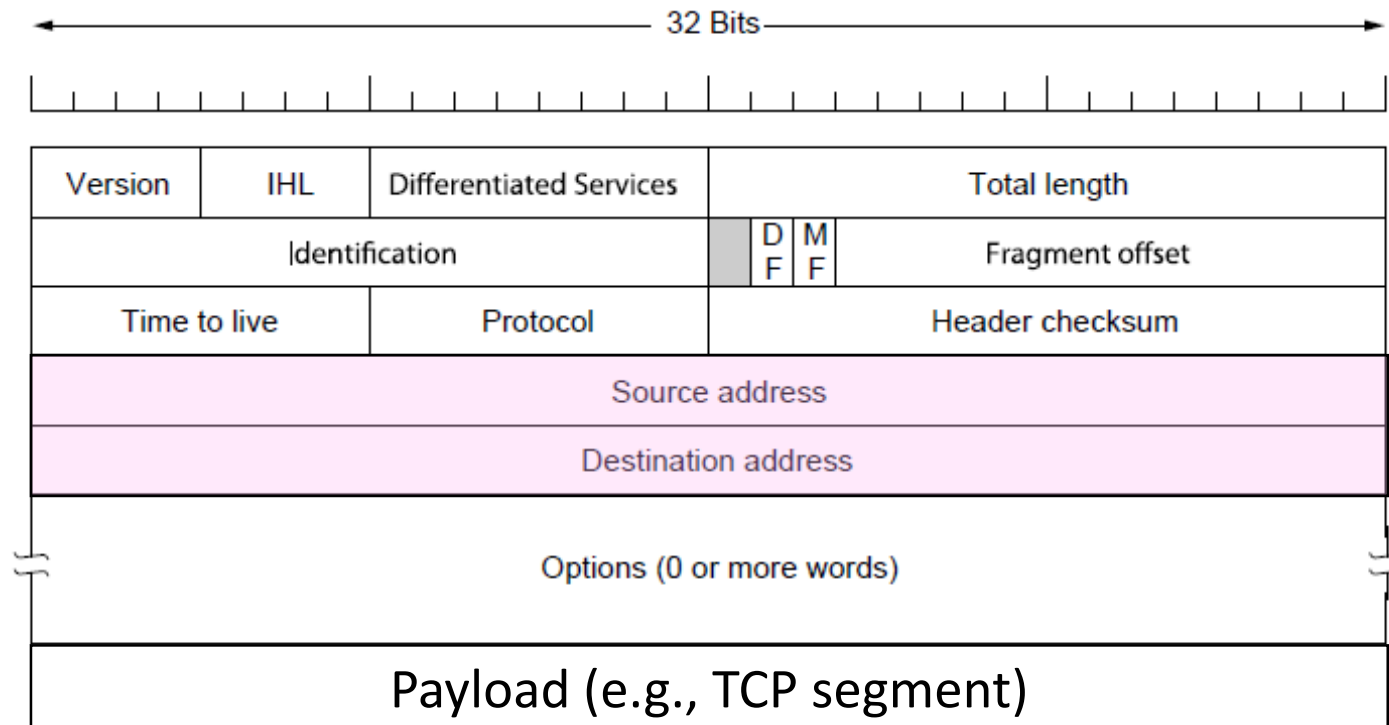 32 Bits
Version IHL Differentiated Services Total length
Identification D F M F Fragment offset
Time to live Protocol Header checksum
Source address
Destination address
Options (0 or more words)
Payload (e.g., TCP segment)